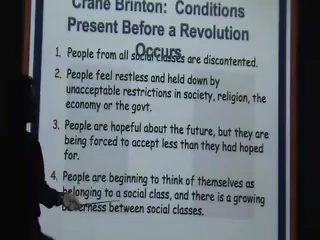 Crane Brinton: Conditions
Present Before a Revolution
Occurs
1. People from all social classes are discontented.
2. People feel restless and held down by
unacceptable restrictions in society, religion, the
economy or the govt.
3. People are hopeful about the future, but they are
being forced to accept less than they had hoped
for.
4. People are beginning to think of themselves as
belonging to a social class, and there is a growing
bitterness between social classes.